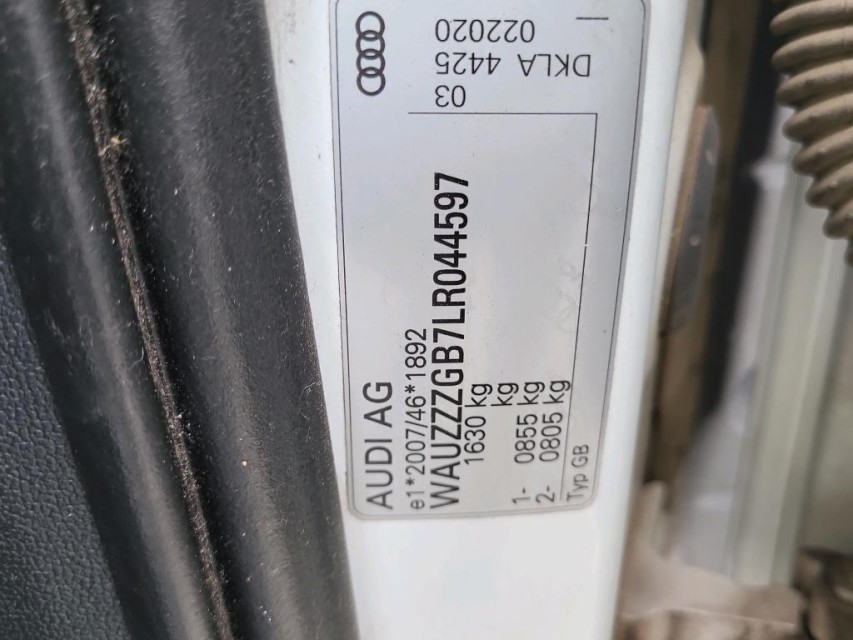 AUDI AG
e1*2007/46*1892
WAUZZZGB7LR044597
1630 kg
kg
1- 0855 kg
2- 0805 kg
Typ GB
03
DKLA 4425
022020